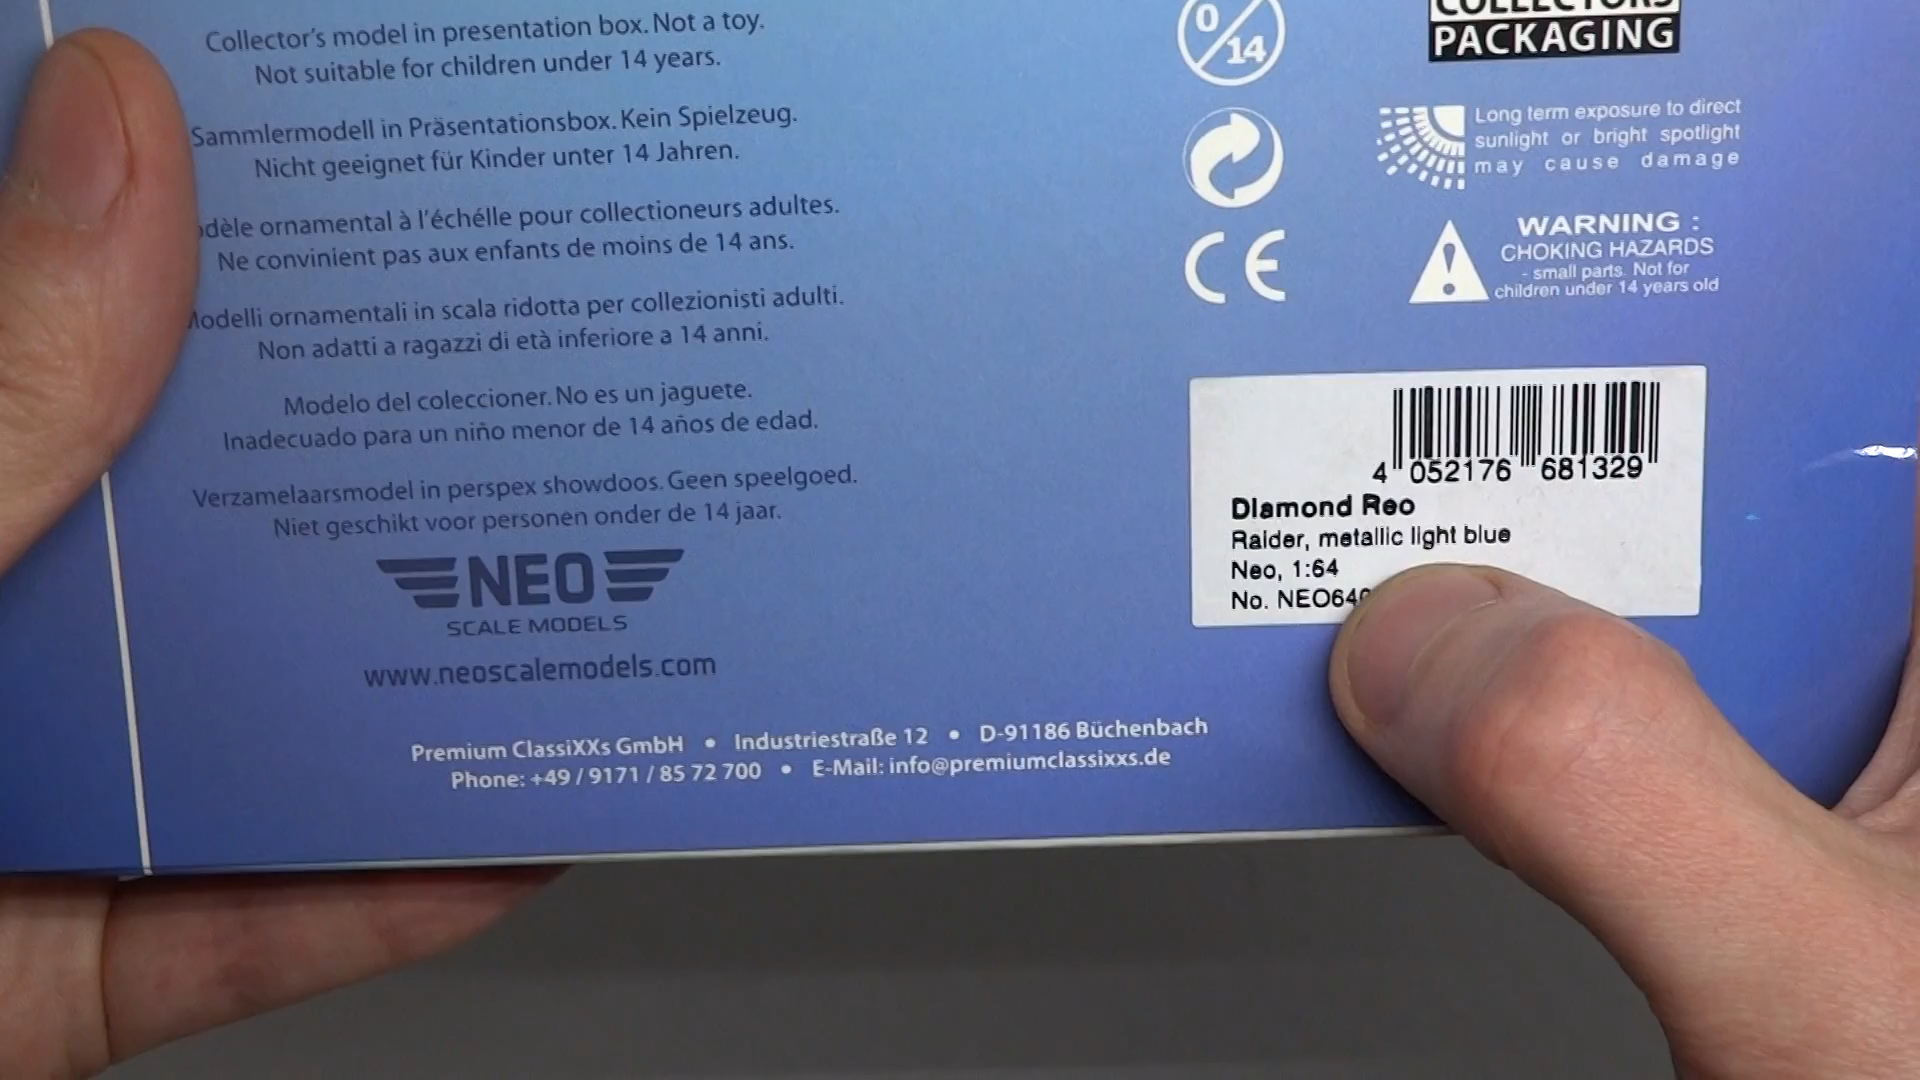 Collector's model in presentation box. Not a toy.
Not suitable for children under 14 years.
Sammlermodell in Präsentationsbox. Kein Spielzeug.
Nicht geeignet für Kinder unter 14 Jahren.
ornamental à l'échélle pour collectioneurs adultes.
Ne convinient pas aux enfants de moins de 14 ans.
Modelli ornamentali in scala ridotta per collezionisti adulti.
Non adatti a ragazzi di età inferiore a 14 anni.
Modelo del coleccioner. No es un jaguete.
Inadecuado para un niño menor de 14 años de edad.
Verzamelaarsmodel in perspex showdoos. Geen speelgoed.
Niet geschikt voor personen onder de 14 jaar.
NEO
SCALE MODELS
www.neoscalemodels.com
Premium ClassiXXs GmbH • Industriestraße 12 • D-91186 Büchenbach
Phone: +49 / 9171 / 85 72 700 • E-Mail: info@premiumclassixxs.de
0/14
COLLECTORS
PACKAGING
Long term exposure to direct
sunlight or bright spotlight
may cause damage
CE
WARNING :
CHOKING HAZARDS
- small parts. Not for
children under 14 years old
4 052176 681329
Diamond Reo
Raider, metallic light blue
Neo, 1:64
No.